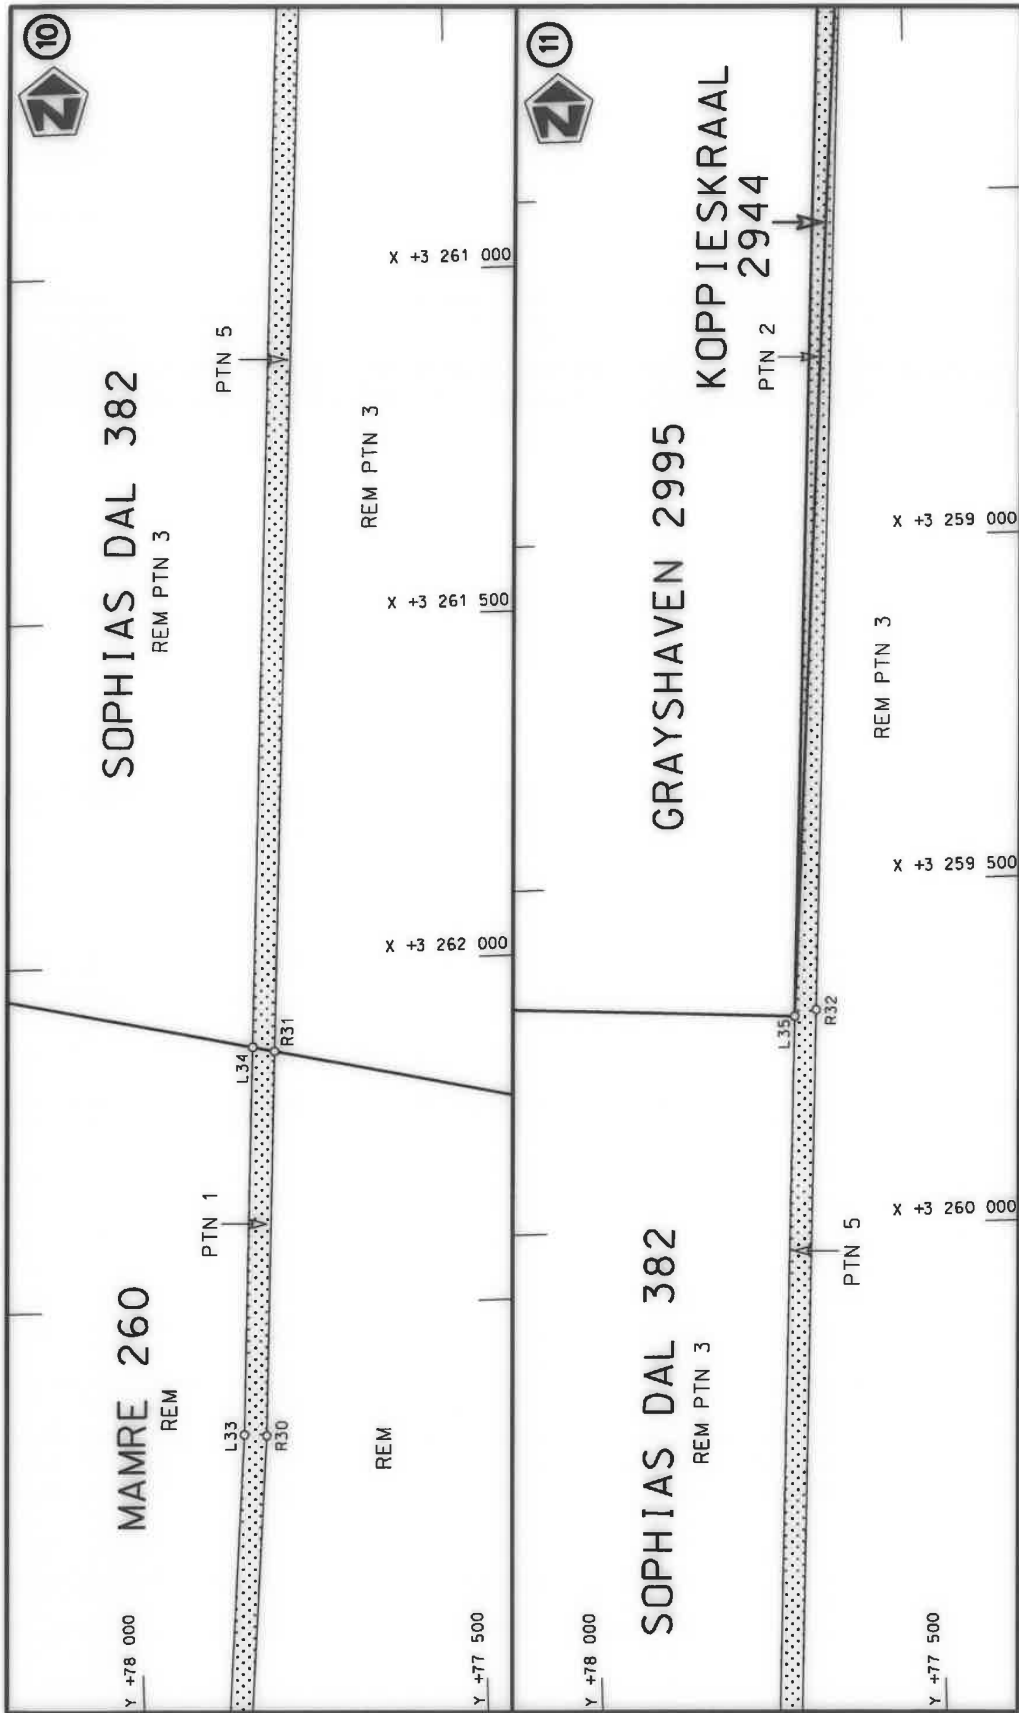 10
N
MAMRE 260
REM
SOPHIAS DAL 382
REM PTN 3
PTN 1
PTN 5
L33
R30
L34
R31
REM
REM PTN 3
X +3 262 000
X +3 261 500
X +3 261 000
Y +78 000
Y +77 500
11
N
SOPHIAS DAL 382
REM PTN 3
GRAYSHAVEN 2995
KOPPIESKRAAL
2944
PTN 2
L35
R32
PTN 5
REM PTN 3
X +3 260 000
X +3 259 500
X +3 259 000
Y +78 000
Y +77 500